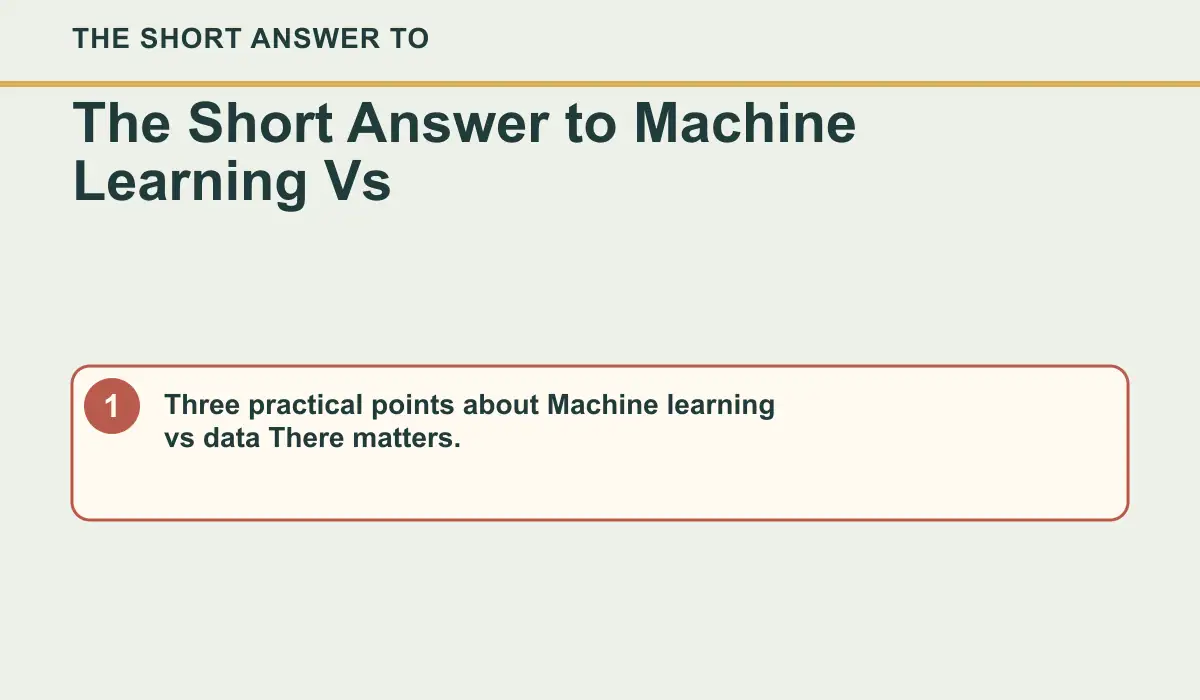 THE SHORT ANSWER TO
The Short Answer to Machine
Learning Vs
1
Three practical points about Machine learning
vs data There matters.